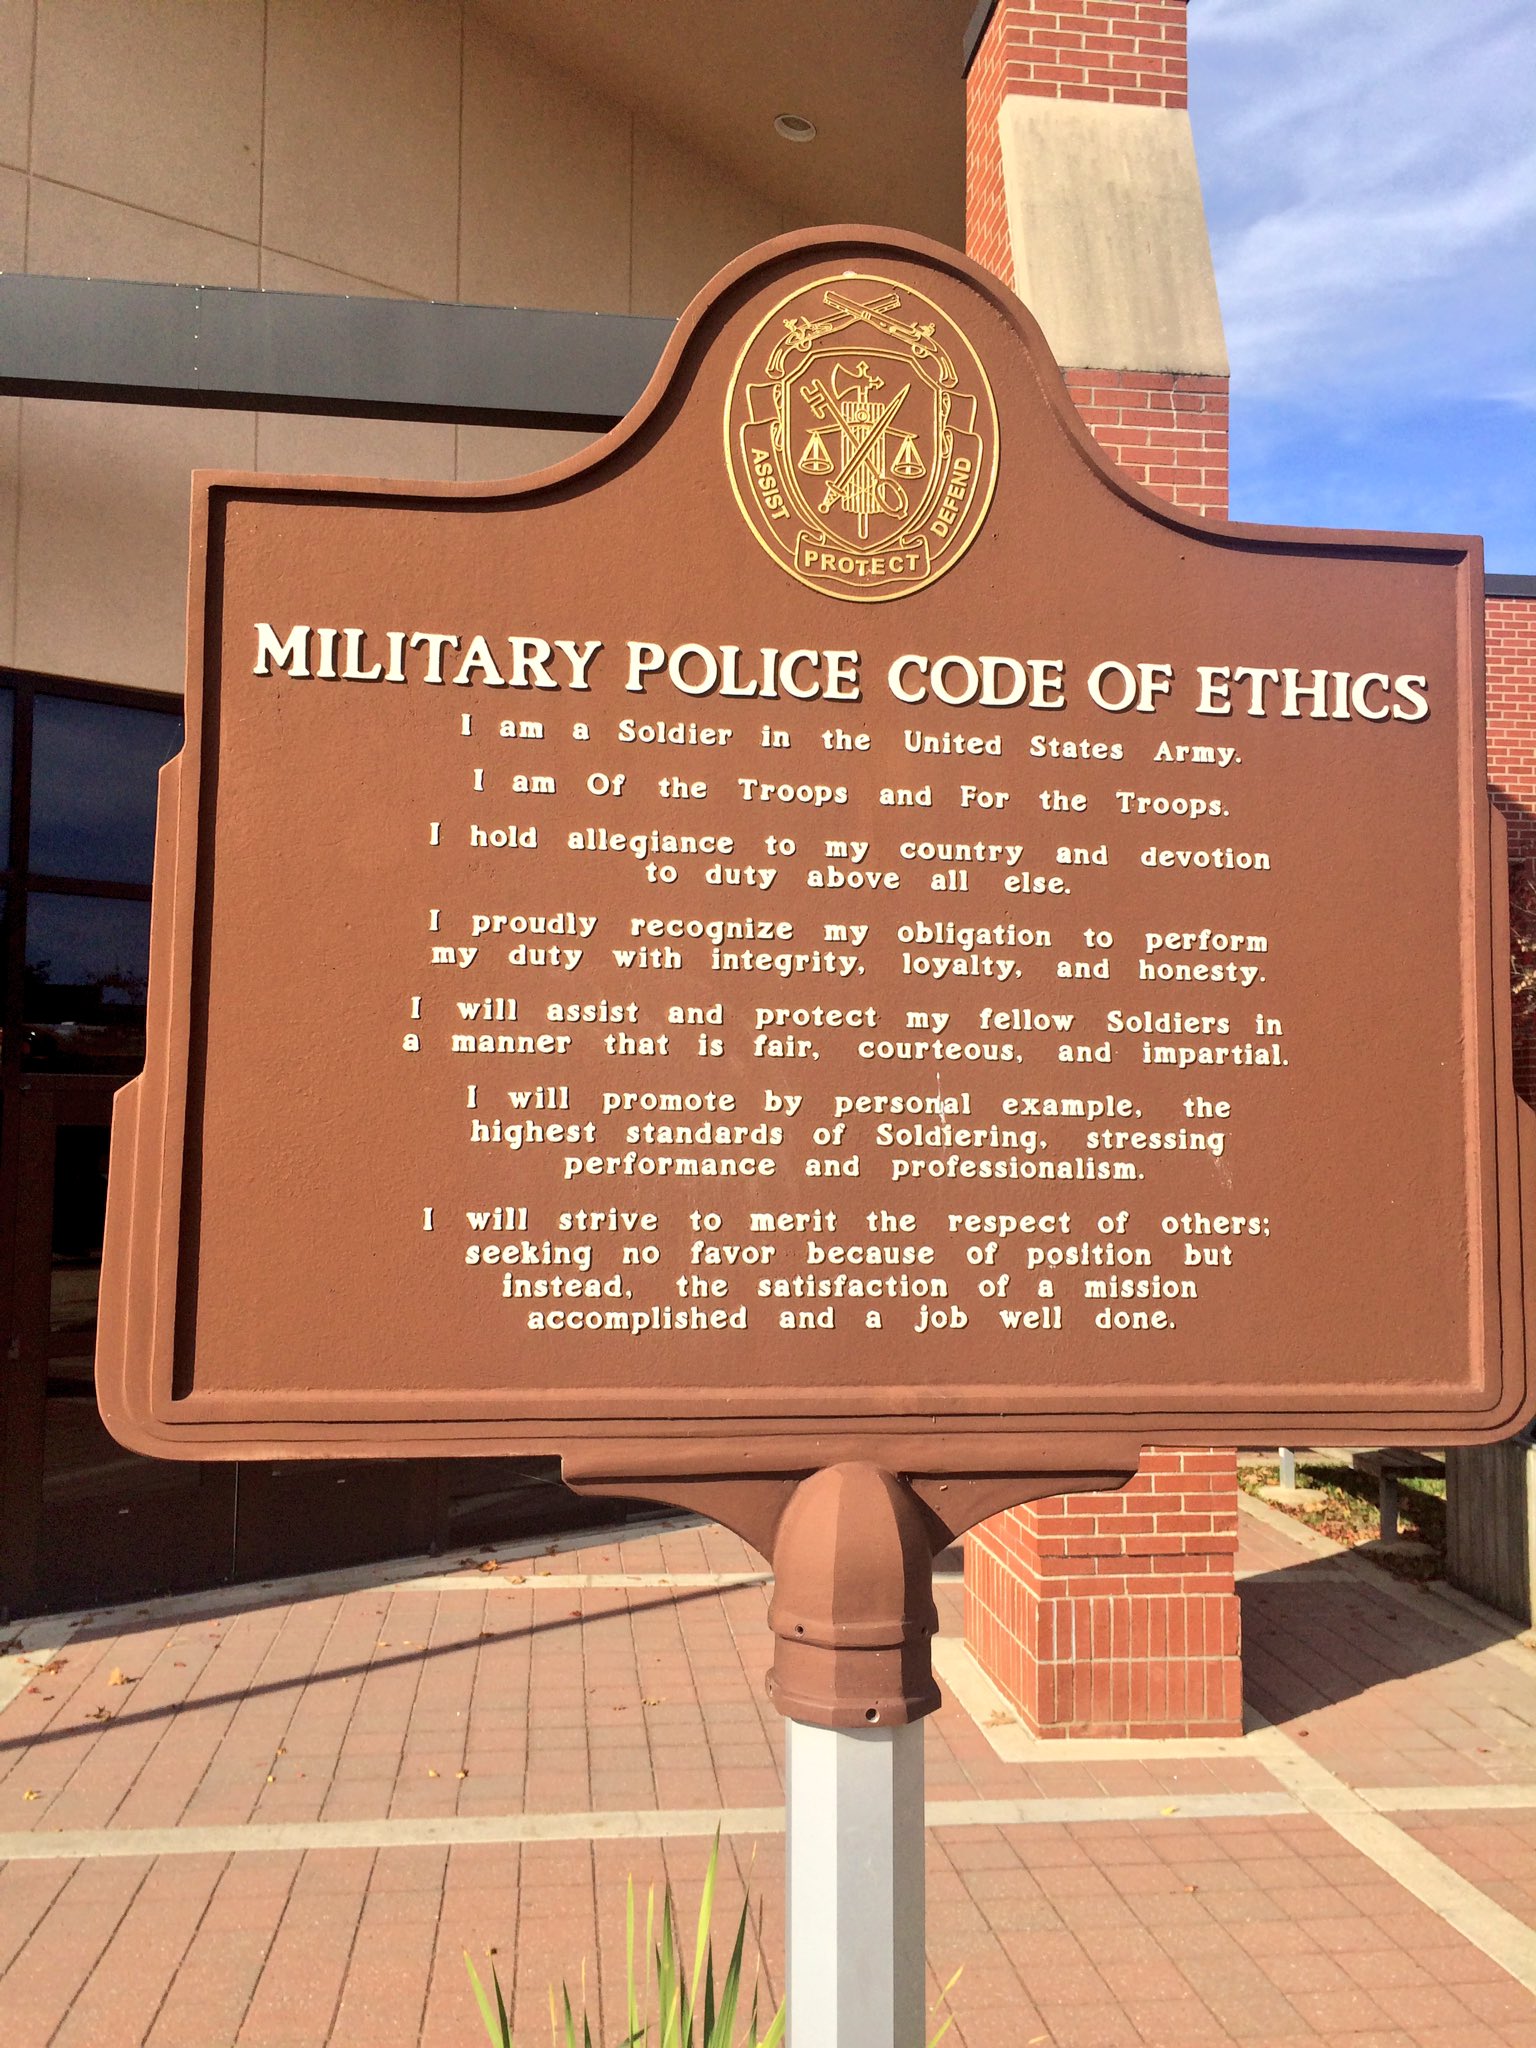 ASSIST
PROTECT
DEFEND
MILITARY POLICE CODE OF ETHICS
I am a Soldier in the United States Army.
I am Of the Troops and For the Troops.
I hold allegiance to my country and devotion
to duty above all else.
I proudly recognize my obligation to perform
my duty with integrity, loyalty, and honesty.
I will assist and protect my fellow Soldiers in
a manner that is fair, courteous, and impartial.
I will promote by personal example, the
highest standards of Soldiering, stressing
performance and professionalism.
I will strive to merit the respect of others;
seeking no favor because of position but
instead, the satisfaction of a mission
accomplished and a job well done.